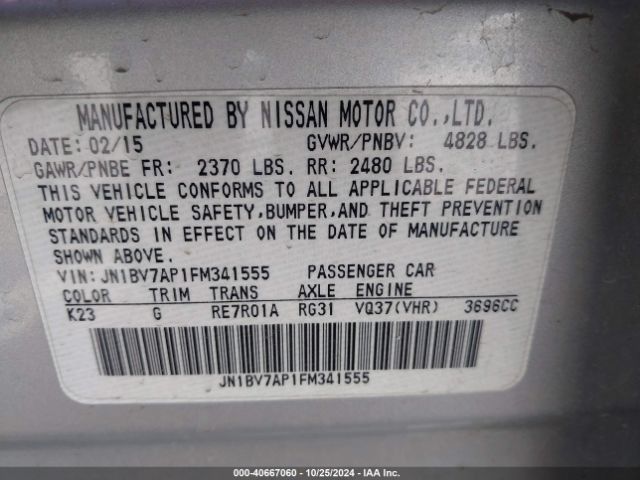 MANUFACTURED BY NISSAN MOTOR CO.,LTD.
DATE: 02/15 GVWR/PNBV: 4828 LBS.
GAWR/PNBE FR: 2370 LBS. RR: 2480 LBS.
THIS VEHICLE CONFORMS TO ALL APPLICABLE FEDERAL
MOTOR VEHICLE SAFETY,BUMPER,AND THEFT PREVENTION
STANDARDS IN EFFECT ON THE DATE OF MANUFACTURE
SHOWN ABOVE.
VIN: JN1BV7AP1FM341555 PASSENGER CAR
COLOR TRIM TRANS AXLE ENGINE
K23 G RE7R01A RG31 VQ37(VHR) 3696CC
JN1BV7AP1FM341555
000-40667060 - 10/25/2024 - IAA Inc.